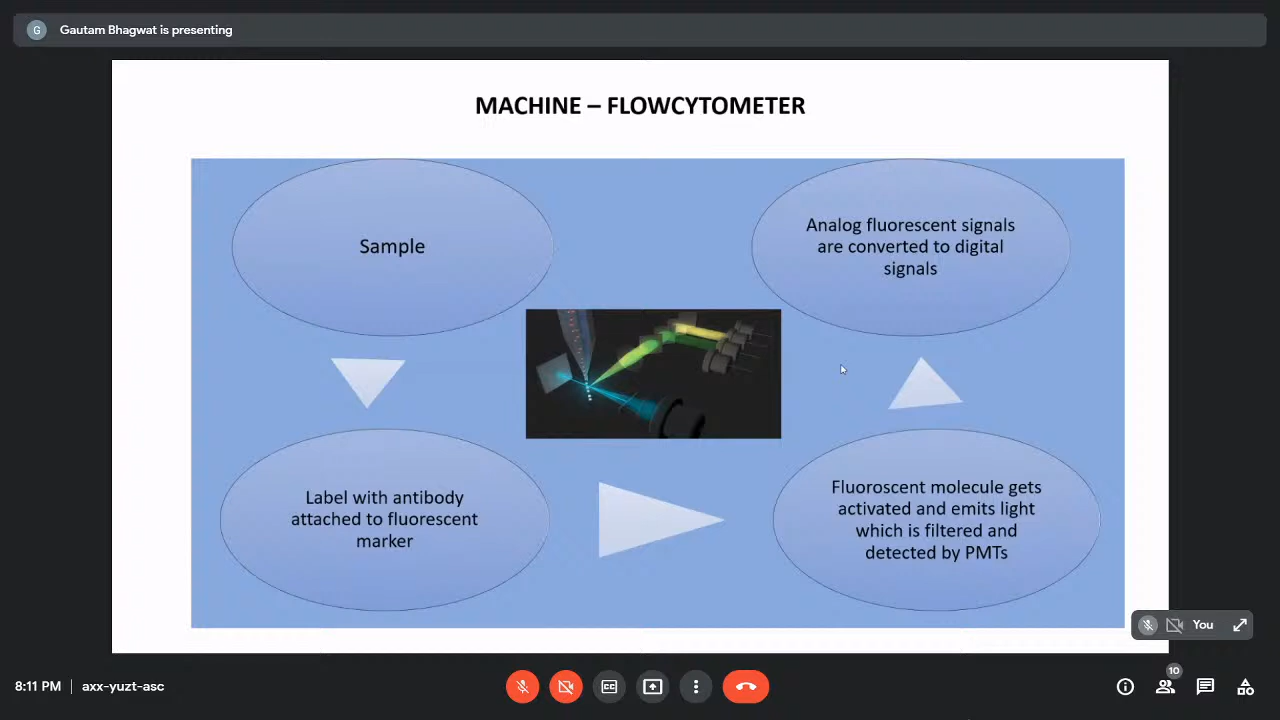 G
Gautam Bhagwat is presenting
MACHINE – FLOWCYTOMETER
Sample
Label with antibody
attached to fluorescent
marker
Fluoroscent molecule gets
activated and emits light
which is filtered and
detected by PMTs
Analog fluorescent signals
are converted to digital
signals
You
8:11 PM | axx-yuzt-asc
CC
10